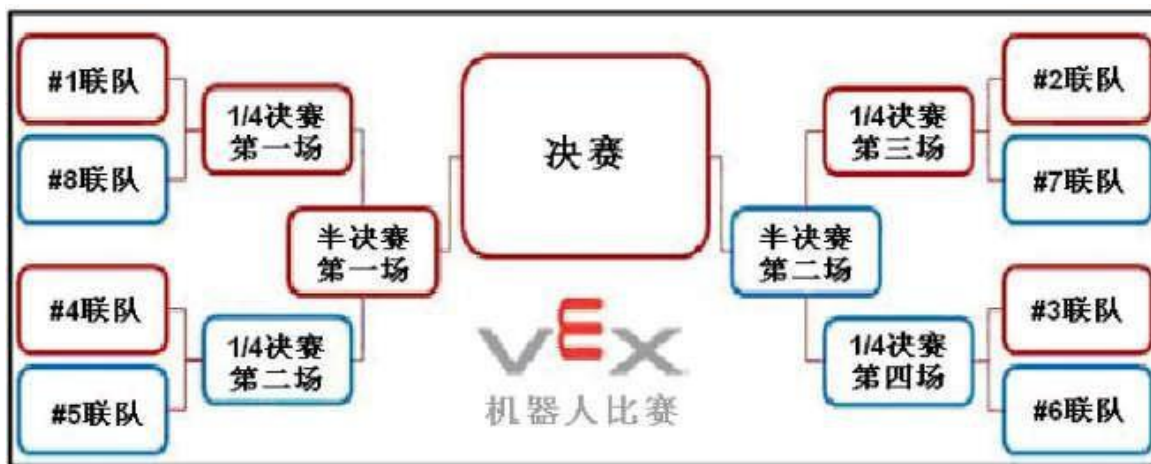 #1联队
#8联队
1/4决赛
第一场
#4联队
#5联队
1/4决赛
第二场
半决赛
第一场
决赛
VEX
机器人比赛
半决赛
第二场
1/4决赛
第三场
#2联队
#7联队
1/4决赛
第四场
#3联队
#6联队